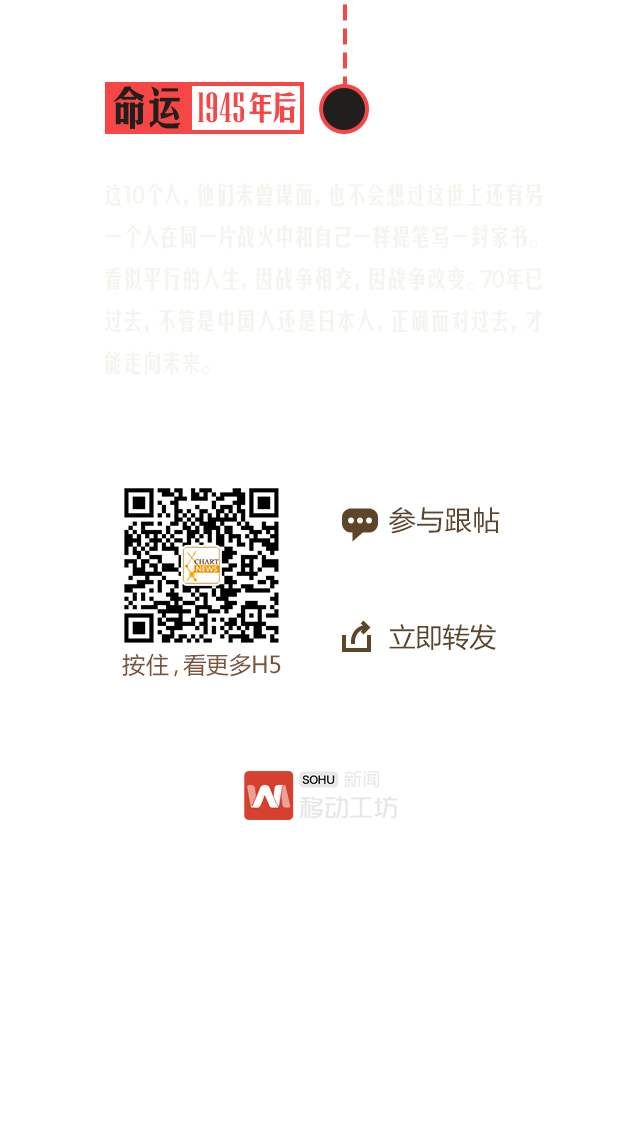 命运 1945年后
这10个人，他们未曾谋面，也不会想过这世上还有另
一个人在同一片战火中和自己一样提笔写一封家书。
看似平行的人生，因战争相交，因战争改变。70年已
过去，不管是中国人还是日本人，正确面对过去，才
能走向未来。
CHART
NEWS
参与跟帖
立即转发
按住，看更多H5
SOHU 新闻
移动工坊